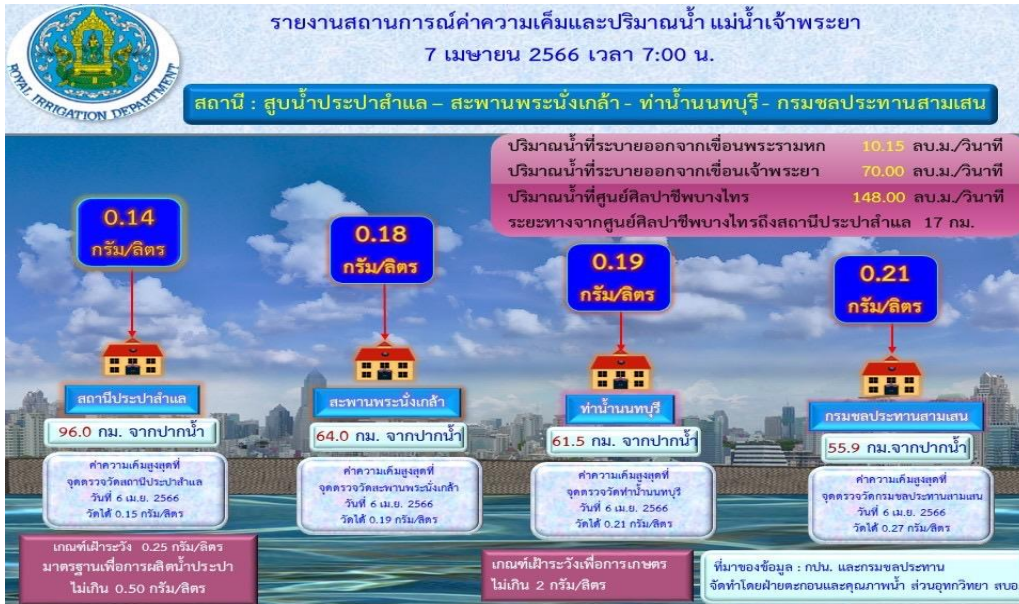 รายงานสถานการณ์ค่าความเค็มและปริมาณน้ำ แม่น้ำเจ้าพระยา
7 เมษายน 2566 เวลา 7:00 น.
ROYAL IRRIGATION DEPARTMENT
สถานี : สูบน้ำประปาสำแล – สะพานพระนั่งเกล้า - ท่าน้ำนนทบุรี - กรมชลประทานสามเสน
ปริมาณน้ำที่ระบายออกจากเขื่อนพระรามหก 10.15 ลบ.ม./วินาที
ปริมาณน้ำที่ระบายออกจากเขื่อนเจ้าพระยา 70.00 ลบ.ม./วินาที
ปริมาณน้ำที่ศูนย์ศิลปาชีพบางไทร 148.00 ลบ.ม./วินาที
ระยะทางจากศูนย์ศิลปาชีพบางไทรถึงสถานีประปาสำแล 17 กม.
0.14
กรัม/ลิตร
สถานีประปาสำแล
96.0 กม. จากปากน้ำ
ค่าความเค็มสูงสุดที่
จุดตรวจวัดสถานีประปาสำแล
วันที่ 6 เม.ย. 2566
วัดได้ 0.15 กรัม/ลิตร
0.18
กรัม/ลิตร
สะพานพระนั่งเกล้า
64.0 กม. จากปากน้ำ
ค่าความเค็มสูงสุดที่
จุดตรวจวัดสะพานพระนั่งเกล้า
วันที่ 6 เม.ย. 2566
วัดได้ 0.19 กรัม/ลิตร
0.19
กรัม/ลิตร
ท่าน้ำนนทบุรี
61.5 กม. จากปากน้ำ
ค่าความเค็มสูงสุดที่
จุดตรวจวัดท่าน้ำนนทบุรี
วันที่ 6 เม.ย. 2566
วัดได้ 0.21 กรัม/ลิตร
0.21
กรัม/ลิตร
กรมชลประทานสามเสน
55.9 กม.จากปากน้ำ
ค่าความเค็มสูงสุดที่
จุดตรวจวัดกรมชลประทานสามเสน
วันที่ 6 เม.ย. 2566
วัดได้ 0.27 กรัม/ลิตร
เกณฑ์เฝ้าระวัง 0.25 กรัม/ลิตร
มาตรฐานเพื่อการผลิตน้ำประปา
ไม่เกิน 0.50 กรัม/ลิตร
เกณฑ์เฝ้าระวังเพื่อการเกษตร
ไม่เกิน 2 กรัม/ลิตร
ที่มาของข้อมูล : กปน. และกรมชลประทาน
จัดทำโดยฝ่ายตะกอนและคุณภาพน้ำ ส่วนอุทกวิทยา สบอ